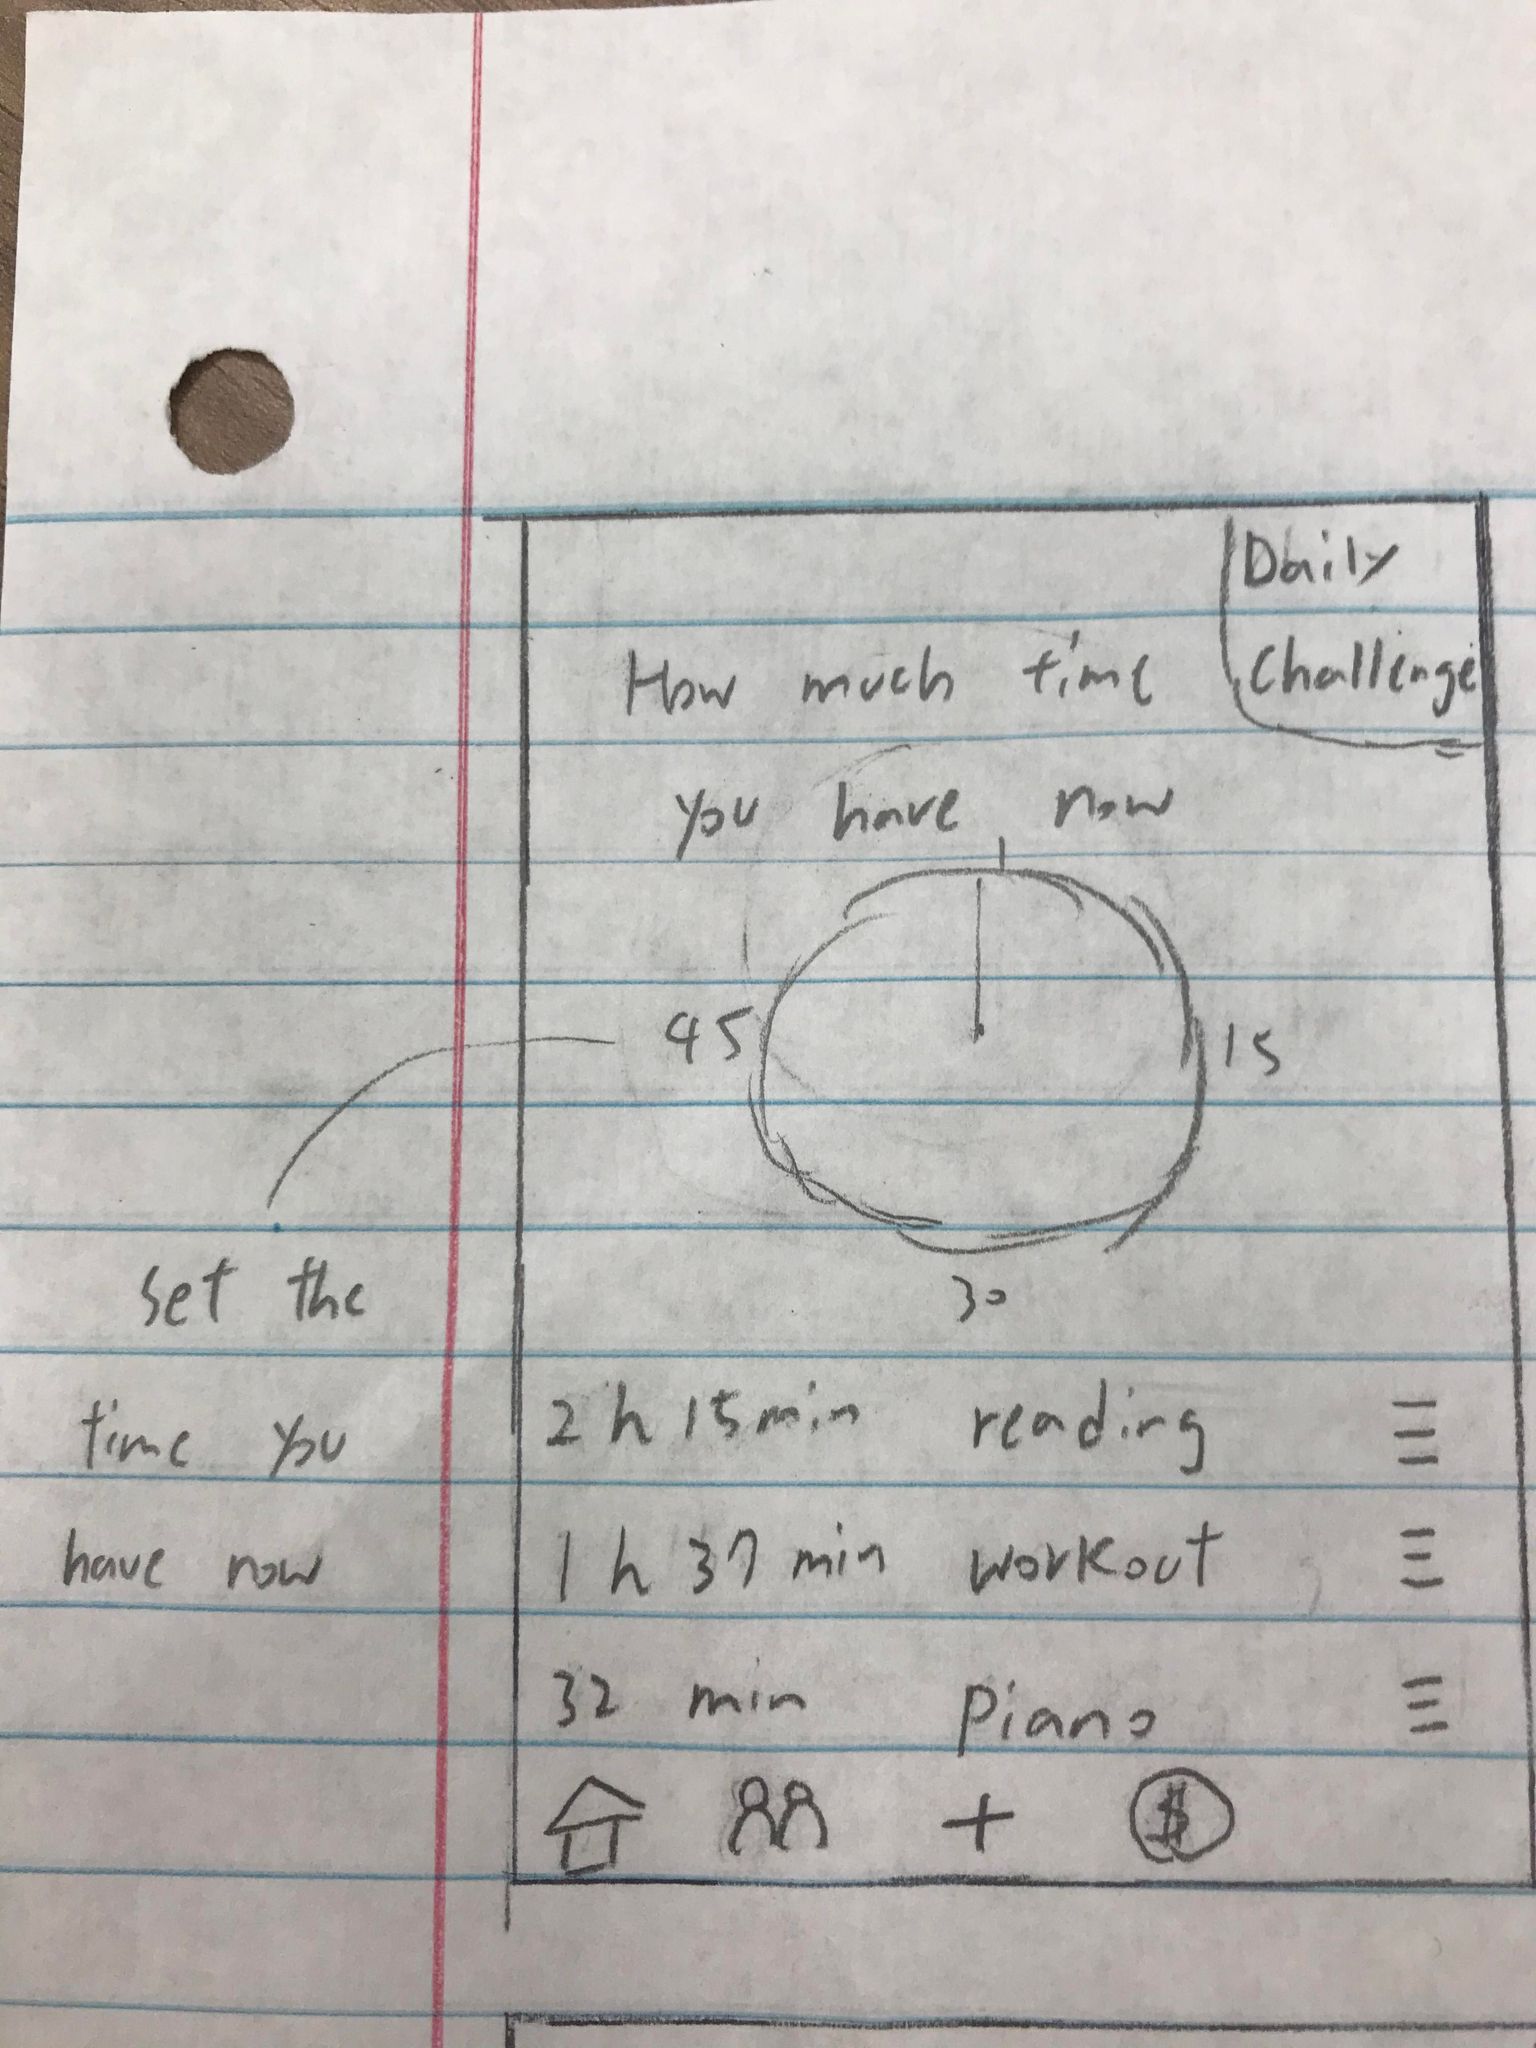 Daily
Challenge
How much time
you have now
45
15
30
set the
time you
have now
2 h 15 min reading
1 h 37 min workout
32 min piano
+ $